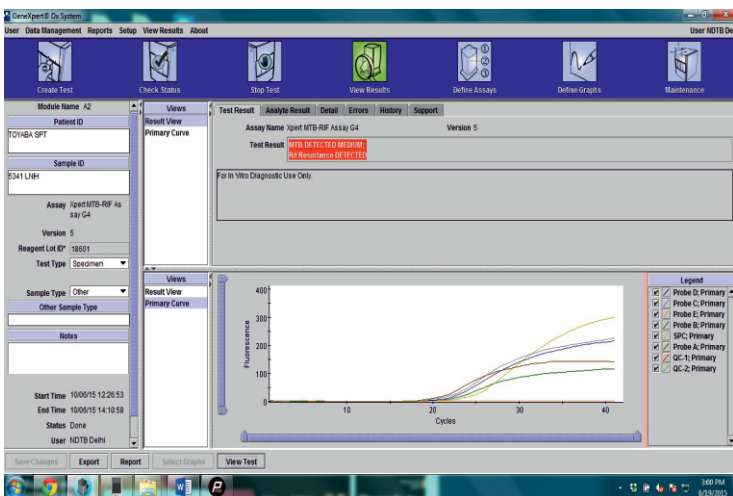 GeneXpert® Dx System
User Data Management Reports Setup View Results About
User NDTB De
Create Test
Check Status
Stop Test
View Results
Define Assays
Define Graphs
Maintenance
Module Name A2
Patient ID
TOYABA SPT
Sample ID
5341 LNH
Assay Xpert MTB-RIF As
say G4
Version 5
Reagent Lot ID* 18601
Test Type Specimen
Sample Type Other
Other Sample Type
Notes
Start Time 10/06/15 12:26:53
End Time 10/06/15 14:10:58
Status Done
User NDTB Delhi
Views
Result View
Primary Curve
Test Result Analyte Result Detail Errors History Support
Assay Name Xpert MTB-RIF Assay G4 Version 5
Test Result MTB DETECTED MEDIUM;
Rif Resistance DETECTED
For In Vitro Diagnostic Use Only.
Views
Result View
Primary Curve
400
300
200
100
0
Fluorescence
10 20 30 40
Cycles
Legend
Probe D; Primary
Probe C; Primary
Probe E; Primary
Probe B; Primary
SPC; Primary
Probe A; Primary
QC-1; Primary
QC-2; Primary
Save Changes Export Report Select Graphs View Test
3:00 PM
6/19/2015